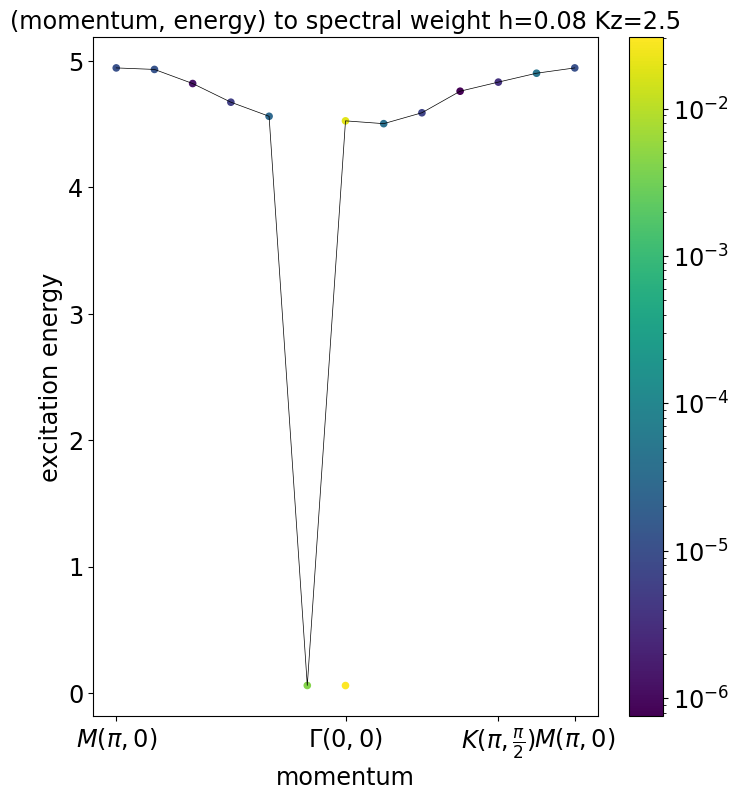 (momentum, energy) to spectral weight h=0.08 Kz=2.5
excitation energy
5
4
3
2
1
0
M(π, 0)
Γ(0, 0)
K(π, π/2)
M(π, 0)
momentum
10⁻²
10⁻³
10⁻⁴
10⁻⁵
10⁻⁶